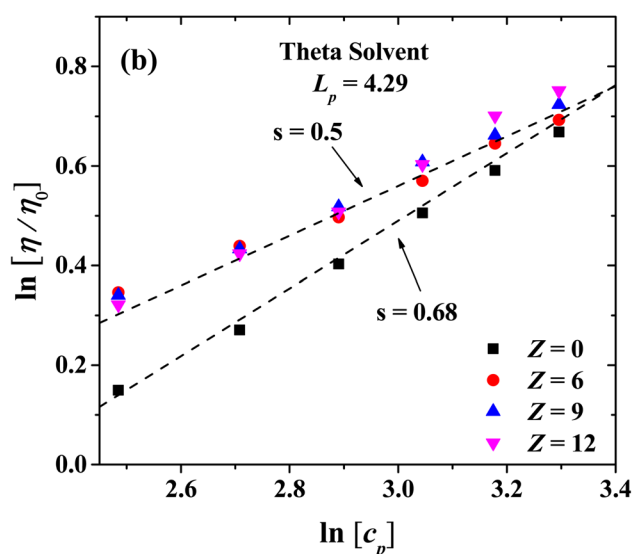 (b)
Theta Solvent
Lₚ = 4.29
s = 0.5
s = 0.68
Z = 0
Z = 6
Z = 9
Z = 12
ln [η / η₀]
0.8
0.6
0.4
0.2
0.0
2.6
2.8
3.0
3.2
3.4
ln [cₚ]